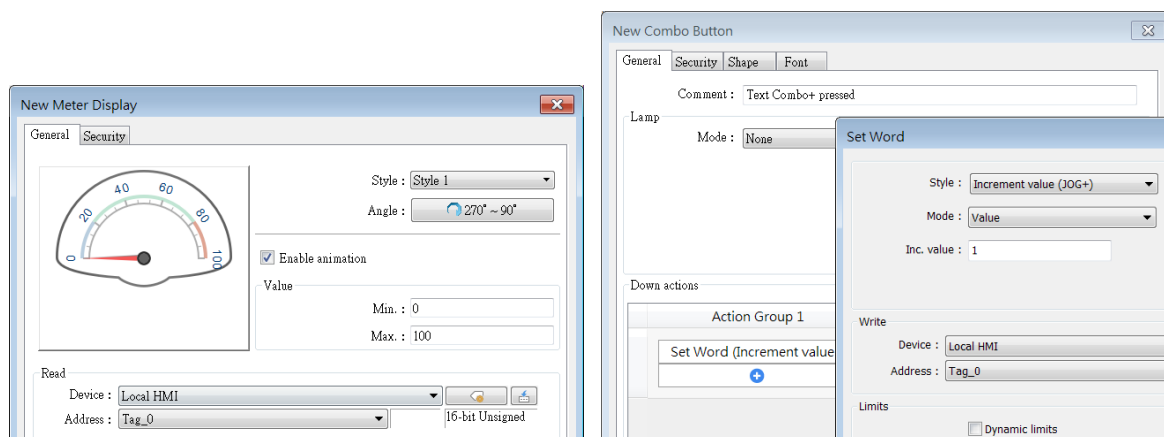 New Meter Display
General Security
0 20 40 60 80 100
Style : Style 1
Angle : 270° ~ 90°
Enable animation
Value
Min. : 0
Max. : 100
Read
Device : Local HMI
Address : Tag_0 16-bit Unsigned
New Combo Button
General Security Shape Font
Comment : Text Combo+ pressed
Lamp
Mode : None
Down actions
Action Group 1
Set Word (Increment value
Set Word
Style : Increment value (JOG+)
Mode : Value
Inc. value : 1
Write
Device : Local HMI
Address : Tag_0
Limits
Dynamic limits